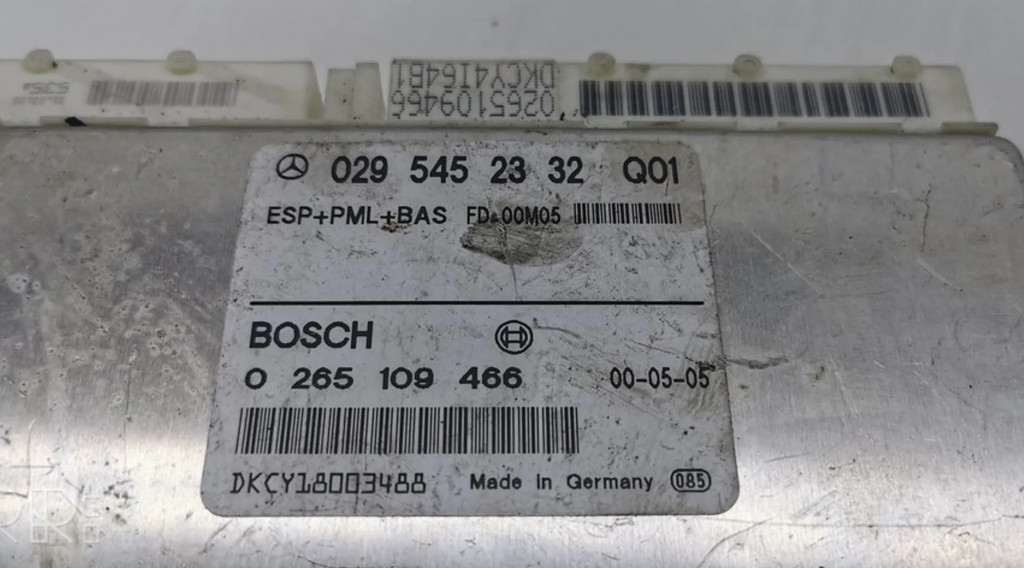 DKCY4I64B1
0265109466
029 545 23 32 Q01
ESP+PML+BAS FD-00M05
BOSCH
0 265 109 466 00-05-05
DKCY18003488 Made in Germany 085